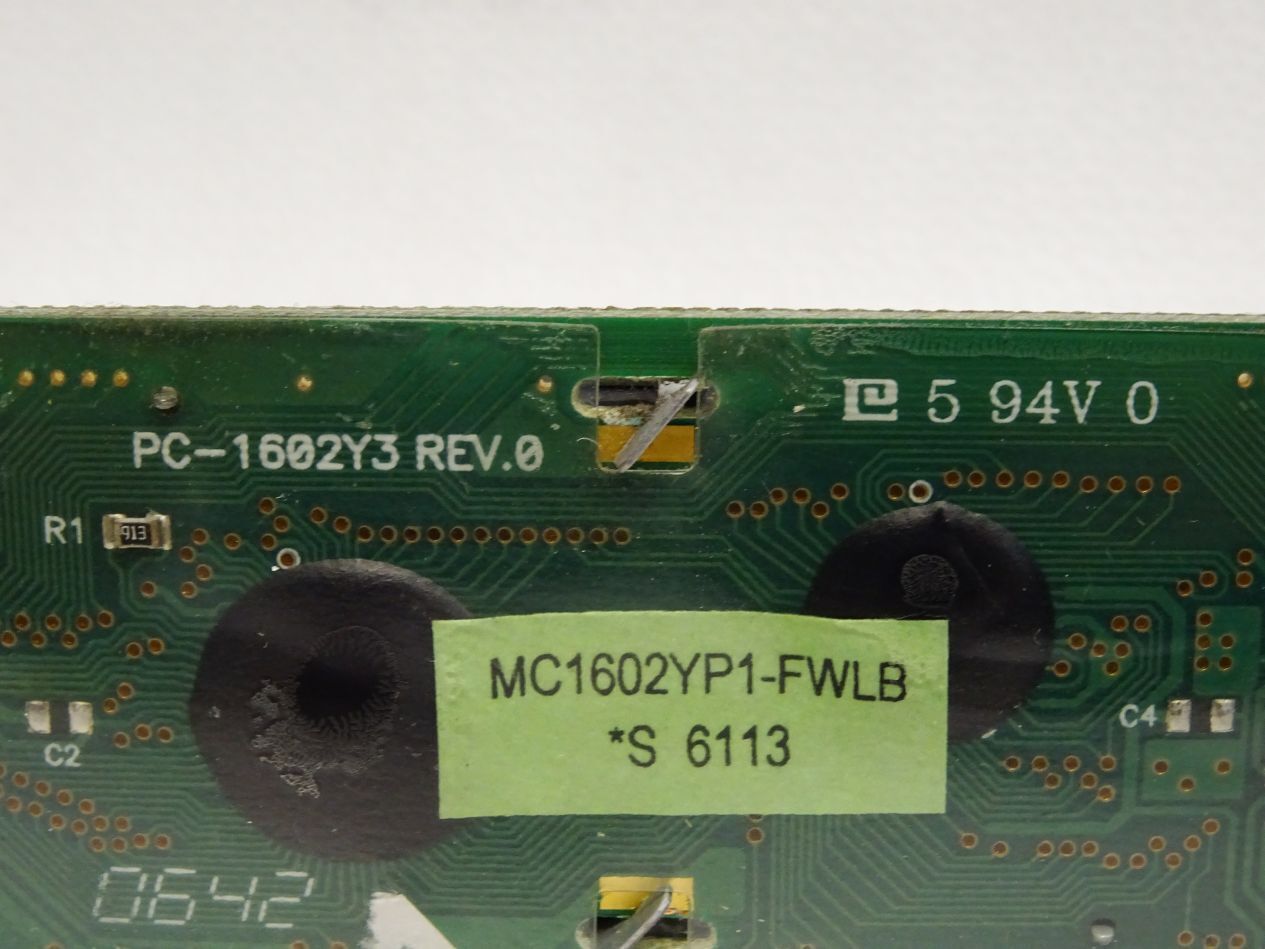 PC-1602Y3 REV.0
5 94V 0
R1
913
MC1602YP1-FWLB
*S 6113
C2
C4
0642